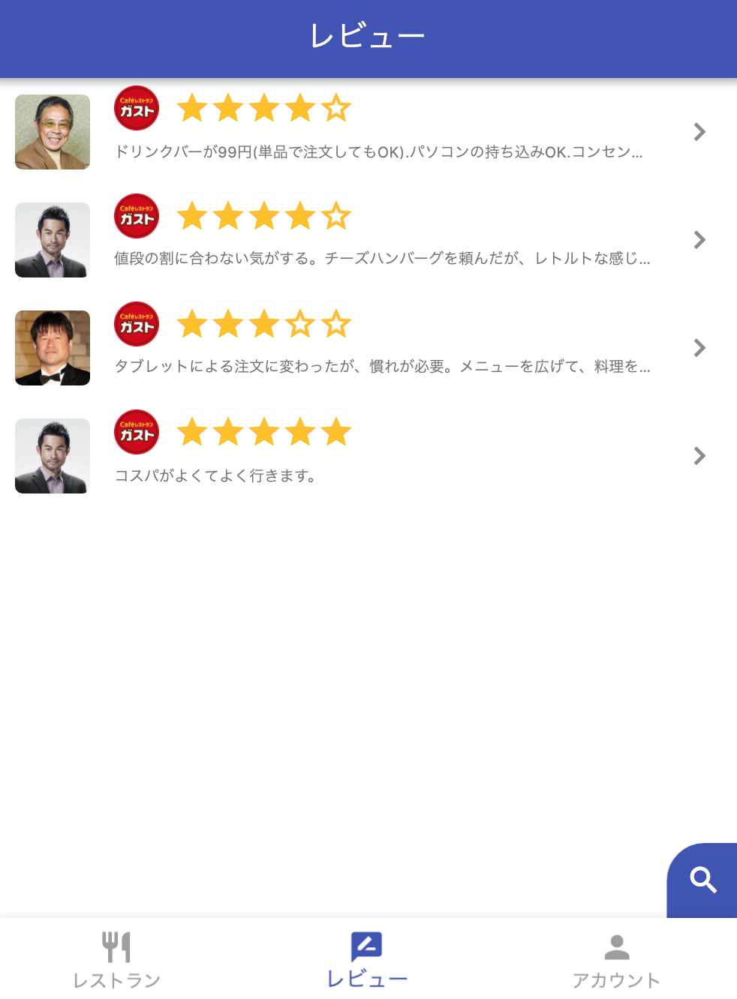 レビュー
Caféレストラン
ガスト
ドリンクバーが99円(単品で注文してもOK).パソコンの持ち込みOK.コンセン...
Caféレストラン
ガスト
値段の割に合わない気がする。チーズハンバーグを頼んだが、レトルトな感じ...
Caféレストラン
ガスト
タブレットによる注文に変わったが、慣れが必要。メニューを広げて、料理を...
Caféレストラン
ガスト
コスパがよくてよく行きます。
レストラン
レビュー
アカウント